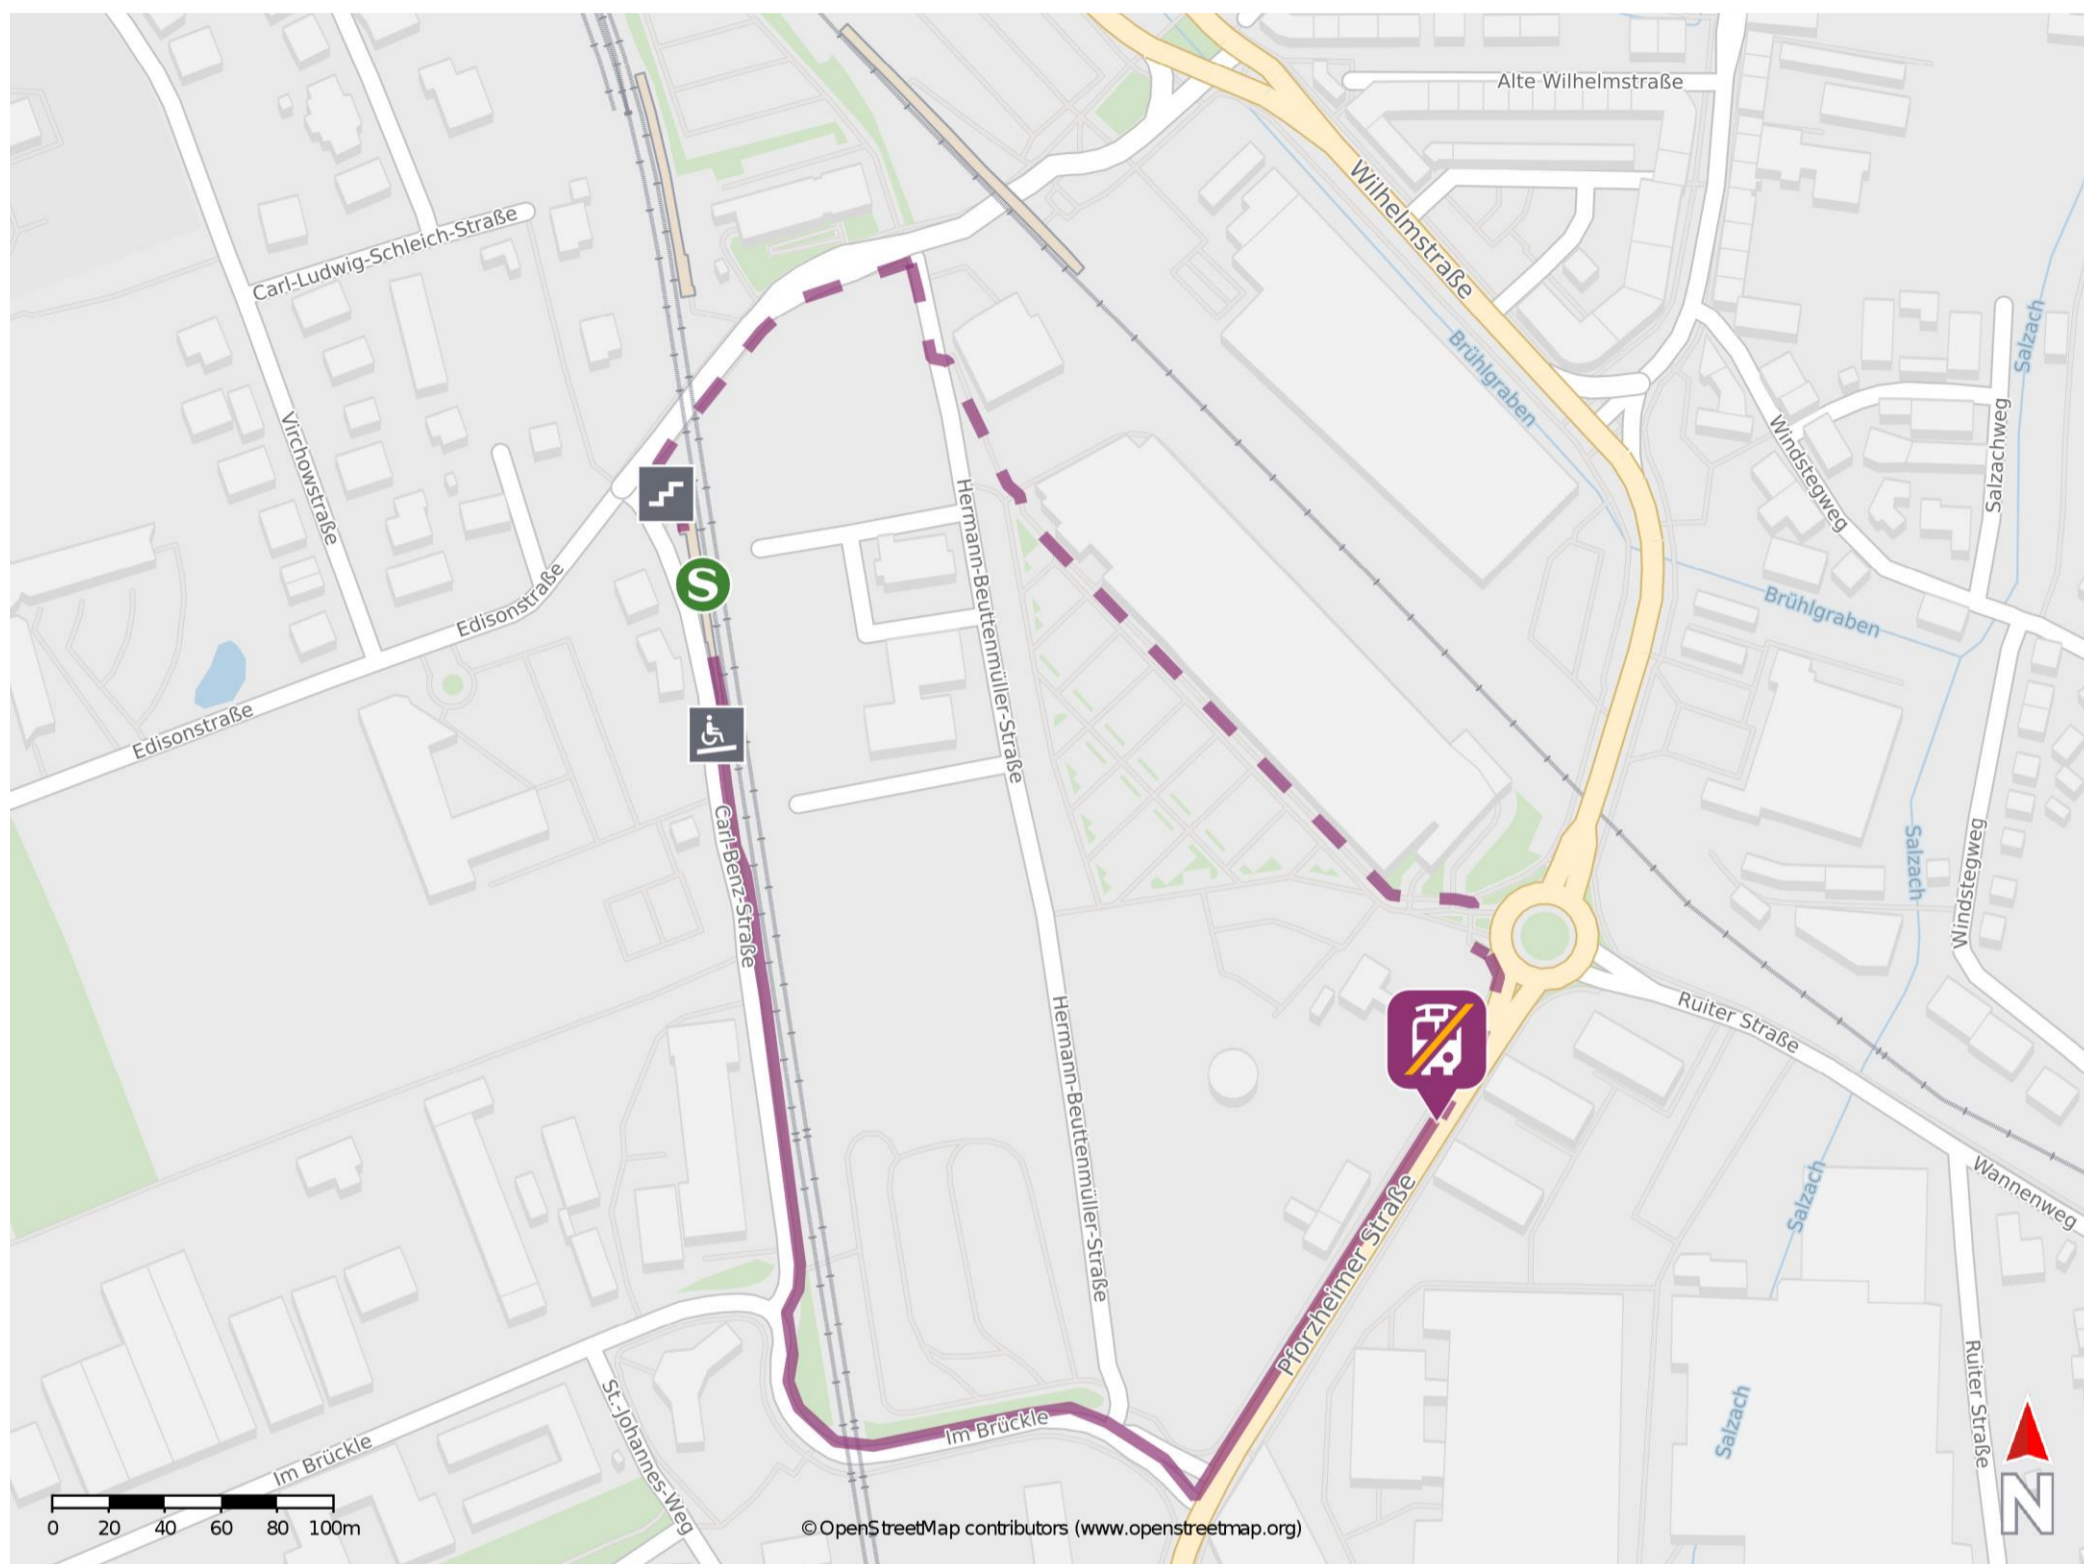 Alte Wilhelmstraße
Wilhelmstraße
Carl-Ludwig-Schleich-Straße
Salzach
Brühlgraben
Virchowstraße
Windstegweg
Salzachweg
S
Hermann-Beuttenmüller-Straße
Edisonstraße
Brühlgraben
Edisonstraße
Carl-Benz-Straße
Salzach
Windstegweg
Ruiter Straße
Hermann-Beuttenmüller-Straße
Wannenweg
Salzach
Pforzheimer Straße
Ruiter Straße
Salzach
Im Brückle
Im Brückle
St.-Johannes-Weg
N
0 20 40 60 80 100m
© OpenStreetMap contributors (www.openstreetmap.org)